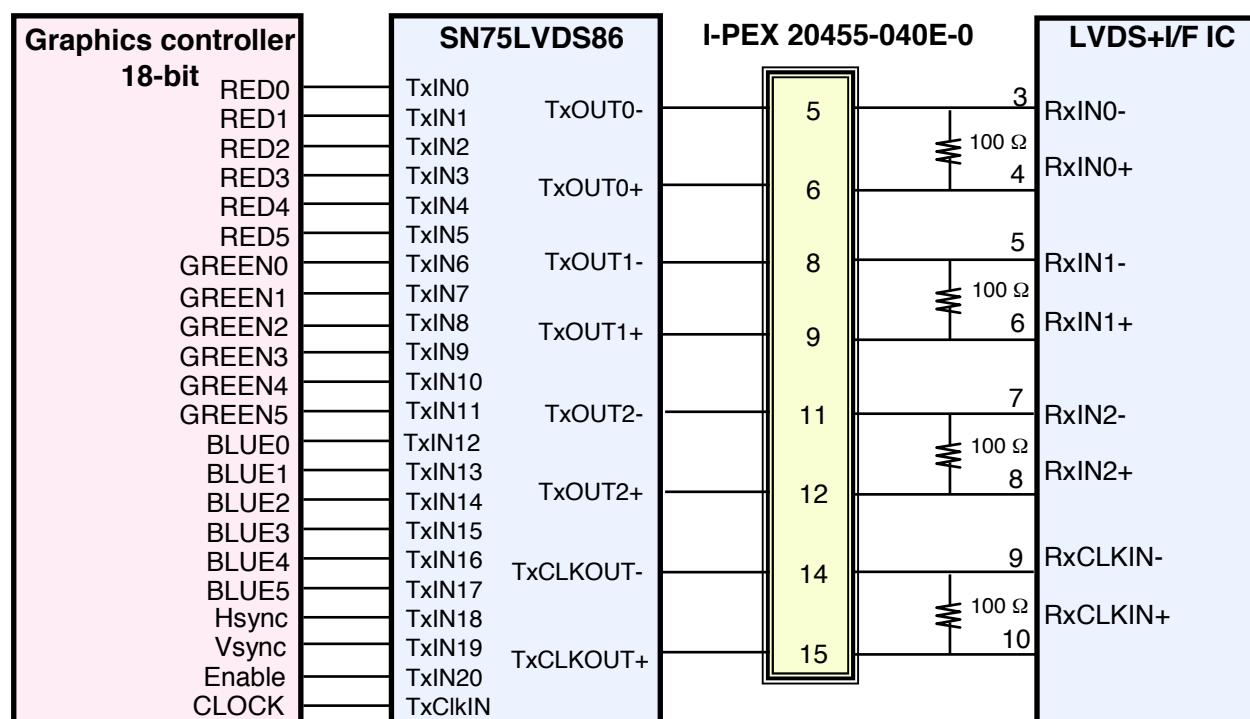 Graphics controller
18-bit
RED0
RED1
RED2
RED3
RED4
RED5
GREEN0
GREEN1
GREEN2
GREEN3
GREEN4
GREEN5
BLUE0
BLUE1
BLUE2
BLUE3
BLUE4
BLUE5
Hsync
Vsync
Enable
CLOCK
SN75LVDS86
TxIN0
TxIN1
TxIN2
TxIN3
TxIN4
TxIN5
TxIN6
TxIN7
TxIN8
TxIN9
TxIN10
TxIN11
TxIN12
TxIN13
TxIN14
TxIN15
TxIN16
TxIN17
TxIN18
TxIN19
TxIN20
TxClkIN
TxOUT0-
TxOUT0+
TxOUT1-
TxOUT1+
TxOUT2-
TxOUT2+
TxCLKOUT-
TxCLKOUT+
I-PEX 20455-040E-0
5
6
8
9
11
12
14
15
3
100 Ω
4
5
100 Ω
6
7
100 Ω
8
9
100 Ω
10
LVDS+I/F IC
RxIN0-
RxIN0+
RxIN1-
RxIN1+
RxIN2-
RxIN2+
RxCLKIN-
RxCLKIN+